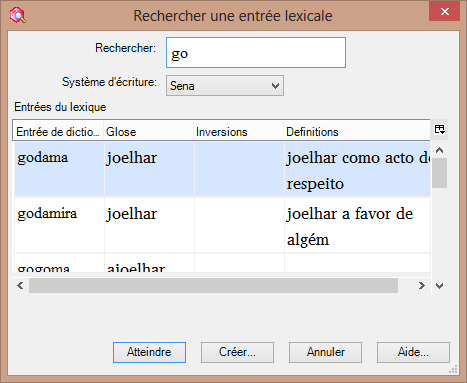 Rechercher une entrée lexicale
Rechercher: go
Système d'écriture: Sena
Entrées du lexique
Entrée de dictio... Glose Inversions Definitions
godama joelhar joelhar como acto de
respeito
godamira joelhar joelhar a favor de
algém
gogoma ajoelhar
Atteindre Créer... Annuler Aide...